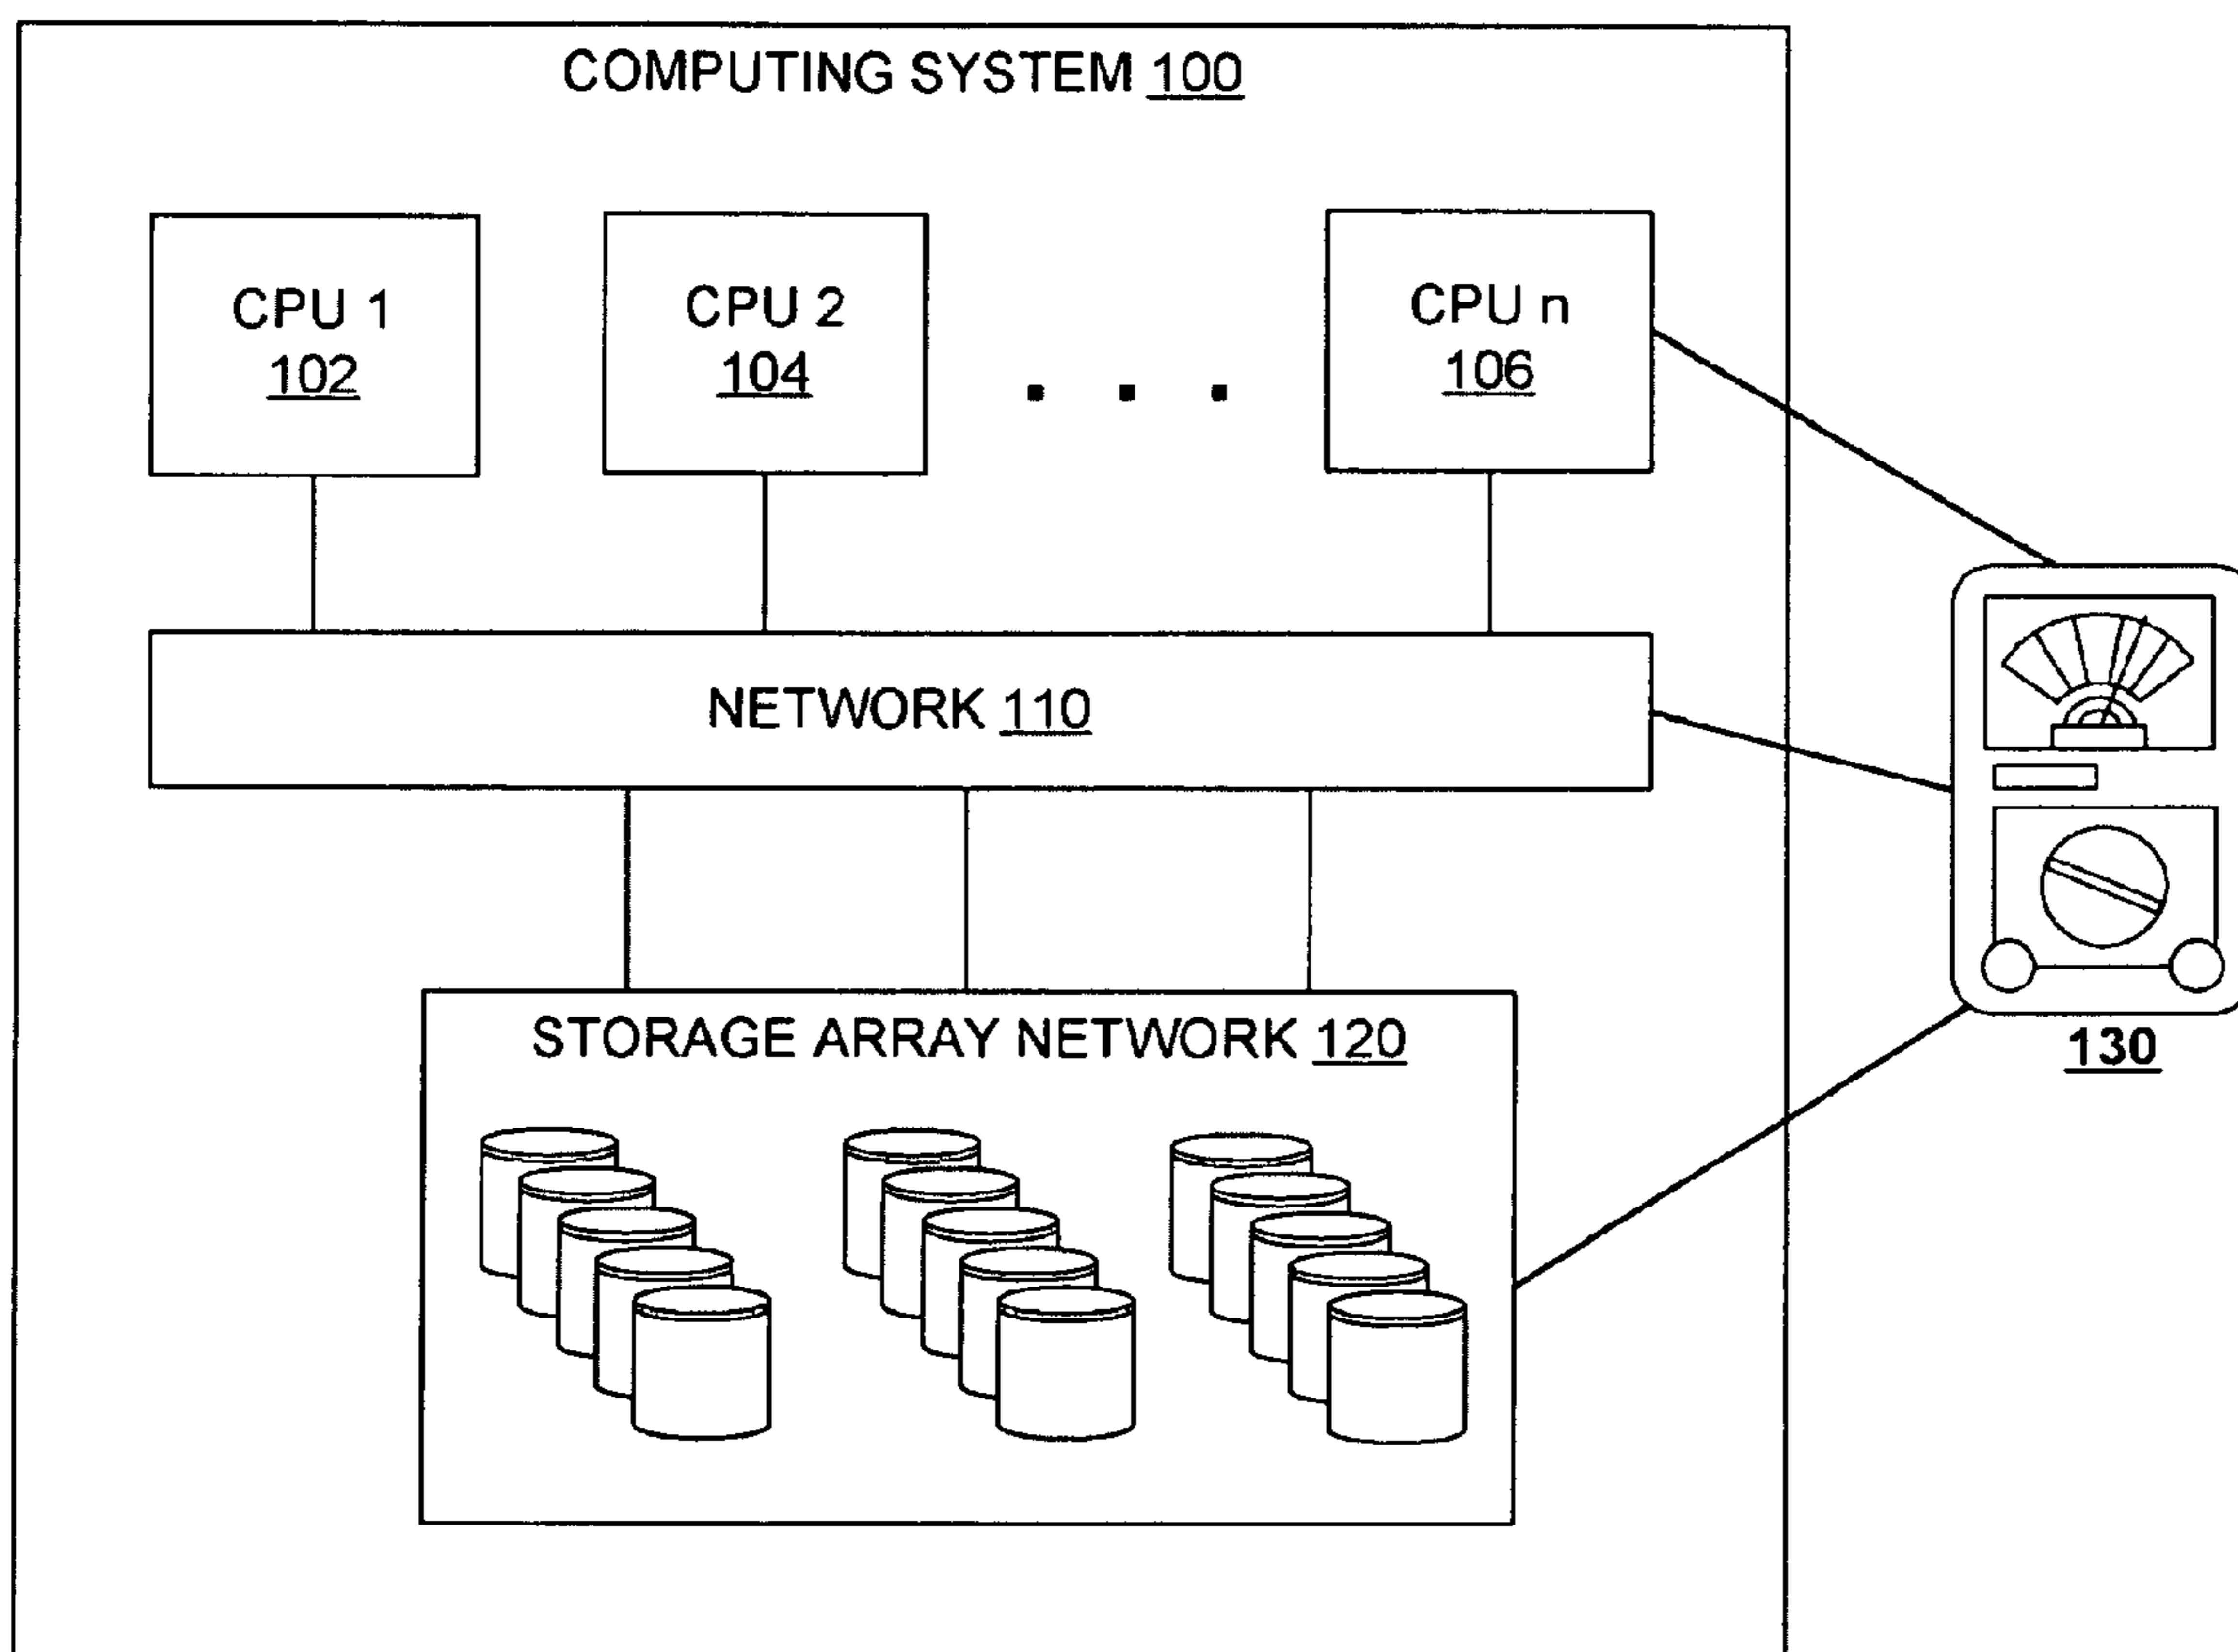 COMPUTING SYSTEM 100
CPU 1
102
CPU 2
104
. . .
CPU n
106
NETWORK 110
STORAGE ARRAY NETWORK 120
130